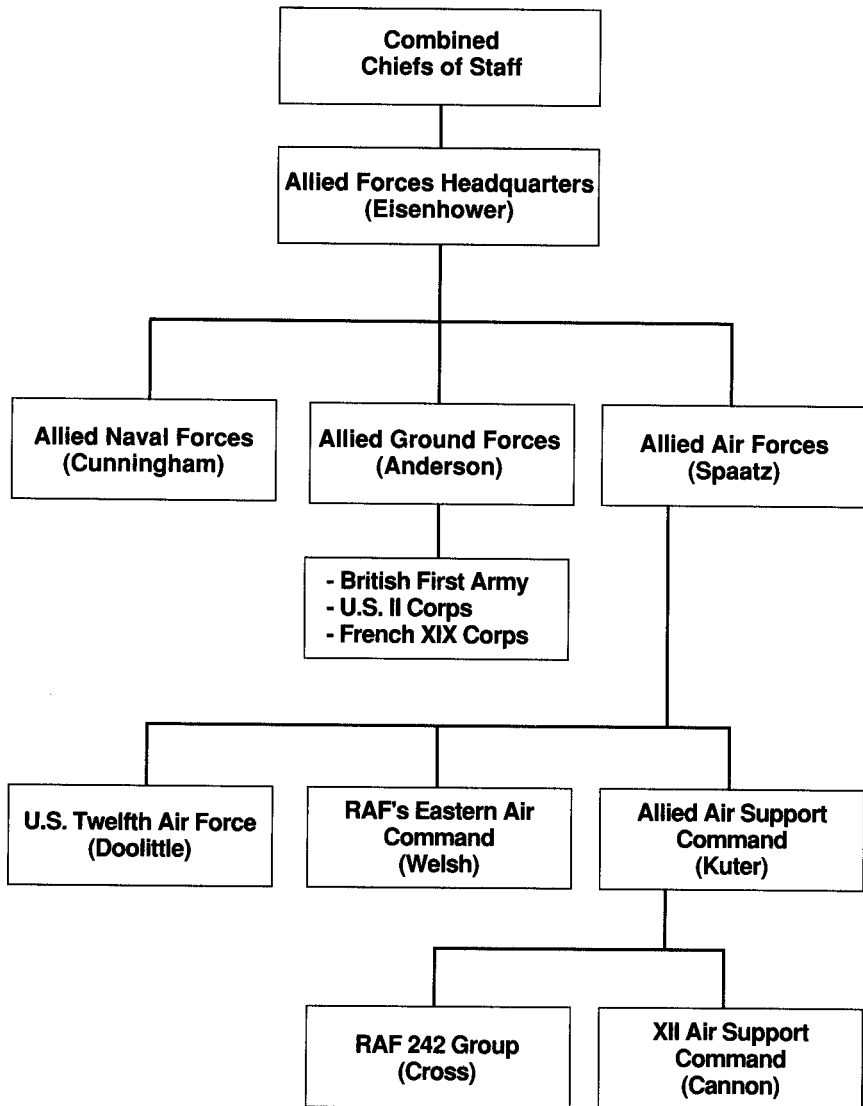 Combined
Chiefs of Staff
Allied Forces Headquarters
(Eisenhower)
Allied Naval Forces
(Cunningham)
Allied Ground Forces
(Anderson)
Allied Air Forces
(Spaatz)
- British First Army
- U.S. II Corps
- French XIX Corps
U.S. Twelfth Air Force
(Doolittle)
RAF's Eastern Air
Command
(Welsh)
Allied Air Support
Command
(Kuter)
RAF 242 Group
(Cross)
XII Air Support
Command
(Cannon)